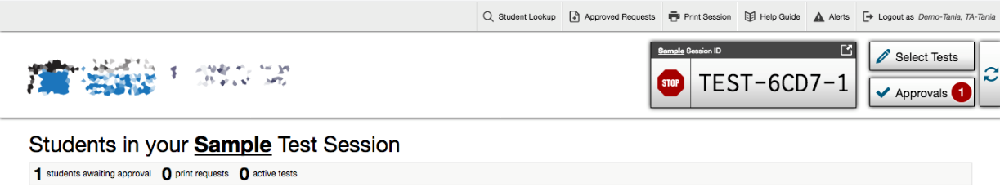 Student Lookup Approved Requests Print Session Help Guide Alerts Logout as Demo-Tania, TA-Tania
Sample Session ID
STOP TEST-6CD7-1
Select Tests
Approvals 1
Students in your Sample Test Session
1 students awaiting approval 0 print requests 0 active tests